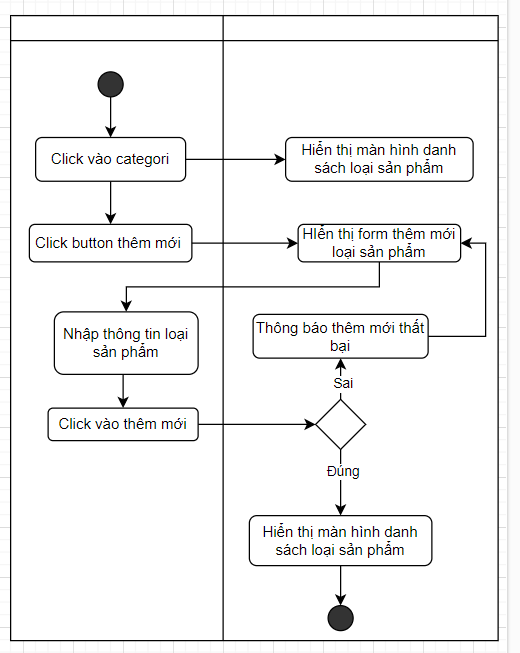 Click vào categori
Hiển thị màn hình danh
sách loại sản phẩm
Click button thêm mới
HIển thị form thêm mới
loại sản phẩm
Nhập thông tin loại
sản phẩm
Thông báo thêm mới thất
bại
Sai
Click vào thêm mới
Đúng
Hiển thị màn hình danh
sách loại sản phẩm